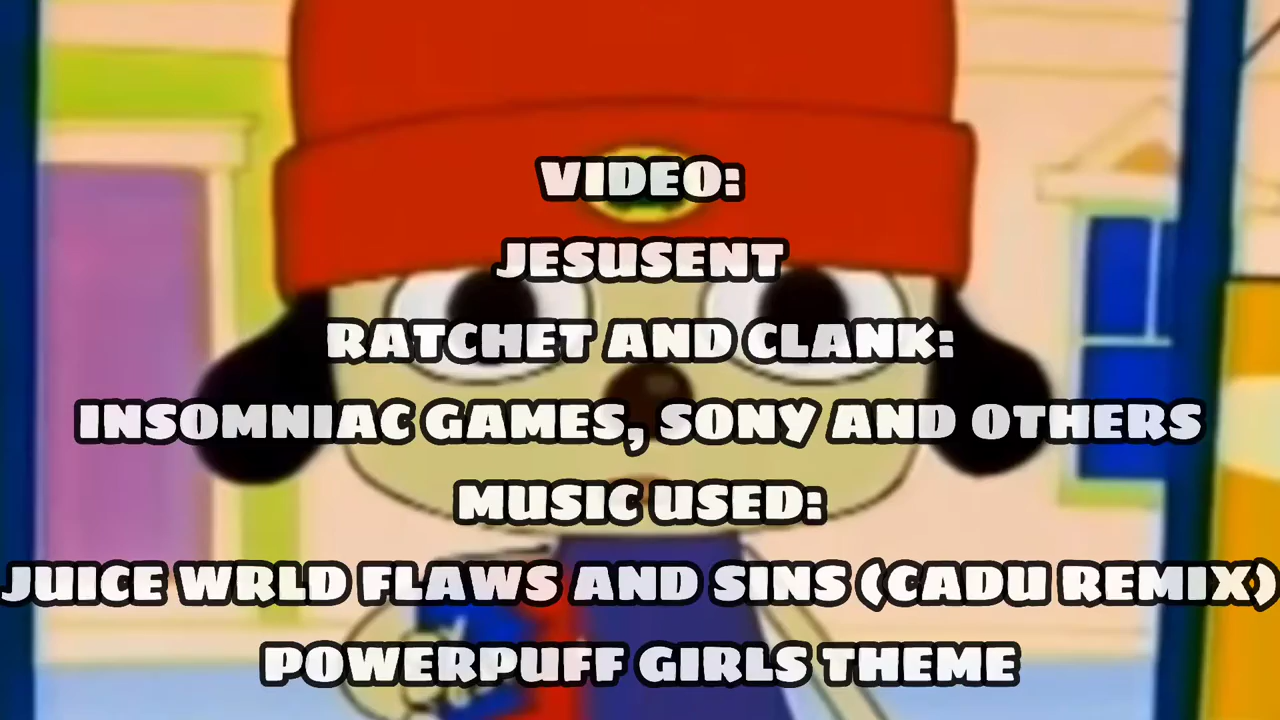 VIDEO:
JESUSENT
RATCHET AND CLANK:
INSOMNIAC GAMES, SONY AND OTHERS
MUSIC USED:
JUICE WRLD FLAWS AND SINS (CADU REMIX)
POWERPUFF GIRLS THEME